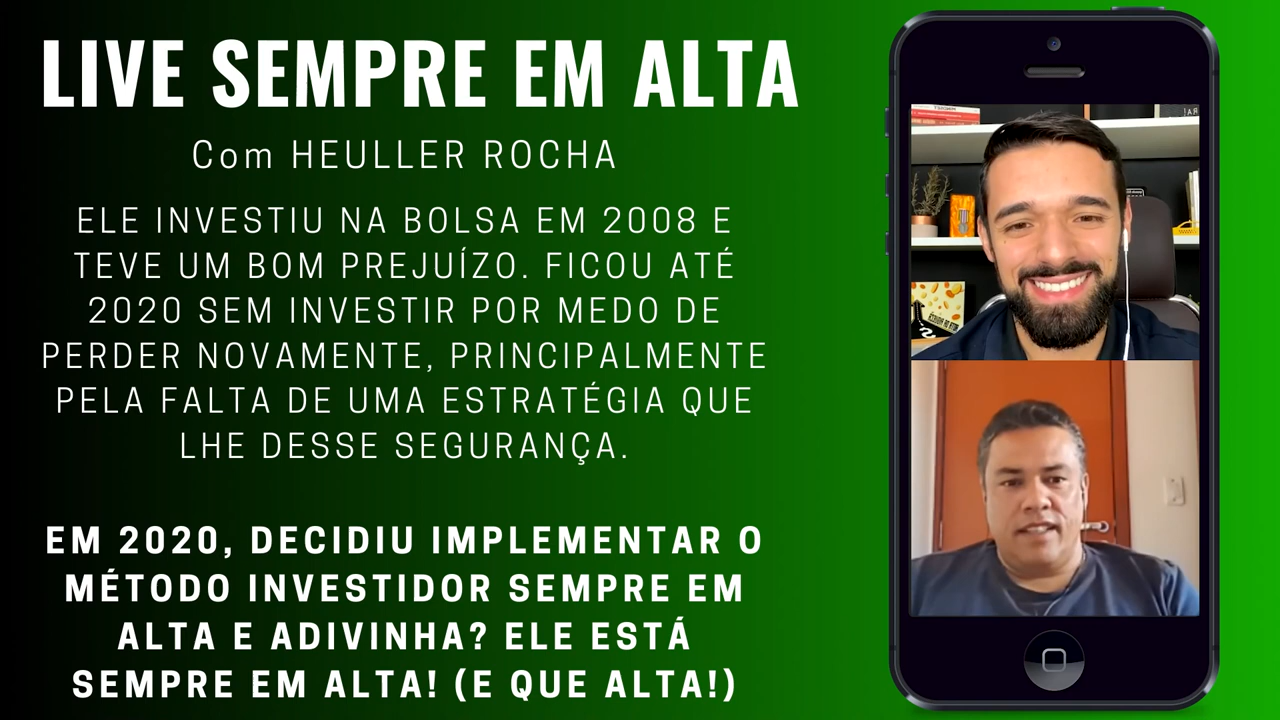 LIVE SEMPRE EM ALTA
Com HEULLER ROCHA
ELE INVESTIU NA BOLSA EM 2008 E
TEVE UM BOM PREJUÍZO. FICOU ATÉ
2020 SEM INVESTIR POR MEDO DE
PERDER NOVAMENTE, PRINCIPALMENTE
PELA FALTA DE UMA ESTRATÉGIA QUE
LHE DESSE SEGURANÇA.
EM 2020, DECIDIU IMPLEMENTAR O
MÉTODO INVESTIDOR SEMPRE EM
ALTA E ADIVINHA? ELE ESTÁ
SEMPRE EM ALTA! (E QUE ALTA!)